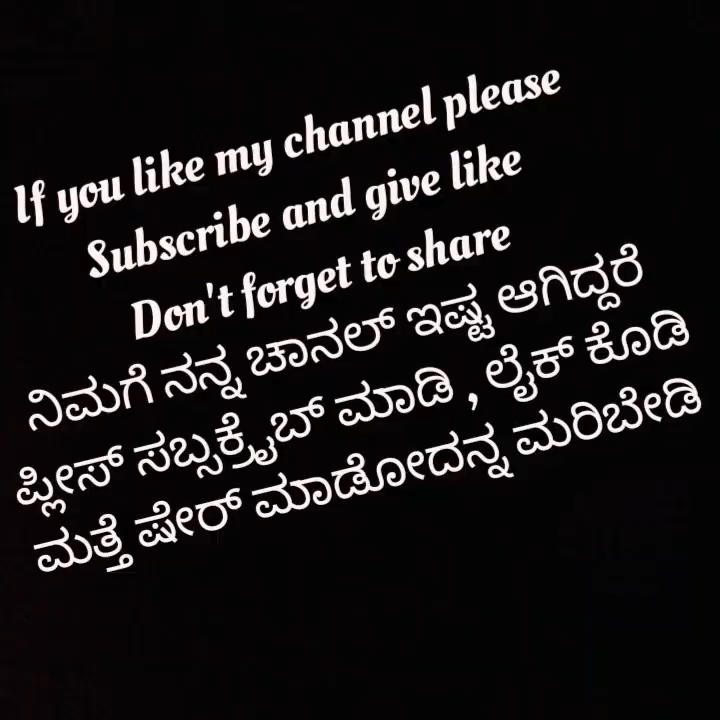 If you like my channel please
Subscribe and give like
Don't forget to share
ನಿಮಗೆ ನನ್ನ ಚಾನಲ್ ಇಷ್ಟ ಆಗಿದ್ದರೆ
ಪ್ಲೀಸ್ ಸಬ್ಸಕ್ರೈಬ್ ಮಾಡಿ , ಲೈಕ್ ಕೊಡಿ
ಮತ್ತೆ ಷೇರ್ ಮಾಡೋದನ್ನ ಮರಿಬೇಡಿ